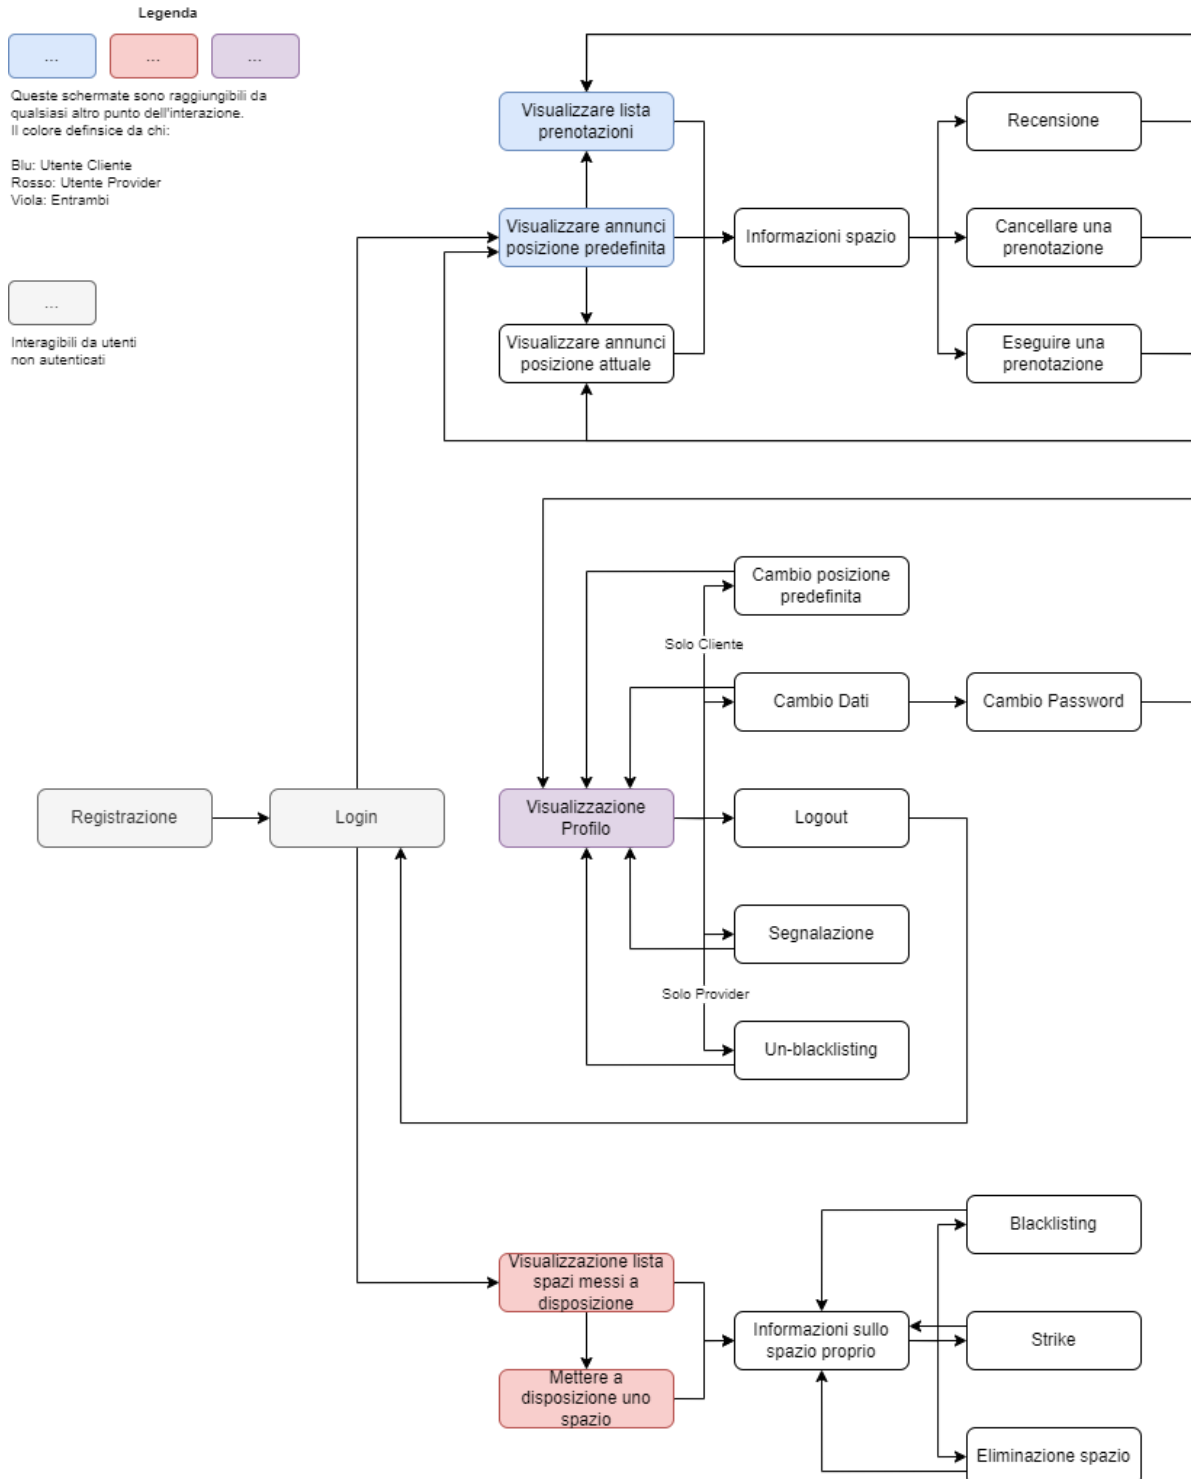 Legenda
...
...
...
Queste schermate sono raggiungibili da
qualsiasi altro punto dell'interazione.
Il colore definsice da chi:
Blu: Utente Cliente
Rosso: Utente Provider
Viola: Entrambi
...
Interagibili da utenti
non autenticati
Visualizzare lista
prenotazioni
Visualizzare annunci
posizione predefinita
Visualizzare annunci
posizione attuale
Informazioni spazio
Recensione
Cancellare una
prenotazione
Eseguire una
prenotazione
Cambio posizione
predefinita
Solo Cliente
Cambio Dati
Cambio Password
Registrazione
Login
Visualizzazione
Profilo
Logout
Segnalazione
Solo Provider
Un-blacklisting
Visualizzazione lista
spazi messi a
disposizione
Mettere a
disposizione uno
spazio
Informazioni sullo
spazio proprio
Blacklisting
Strike
Eliminazione spazio